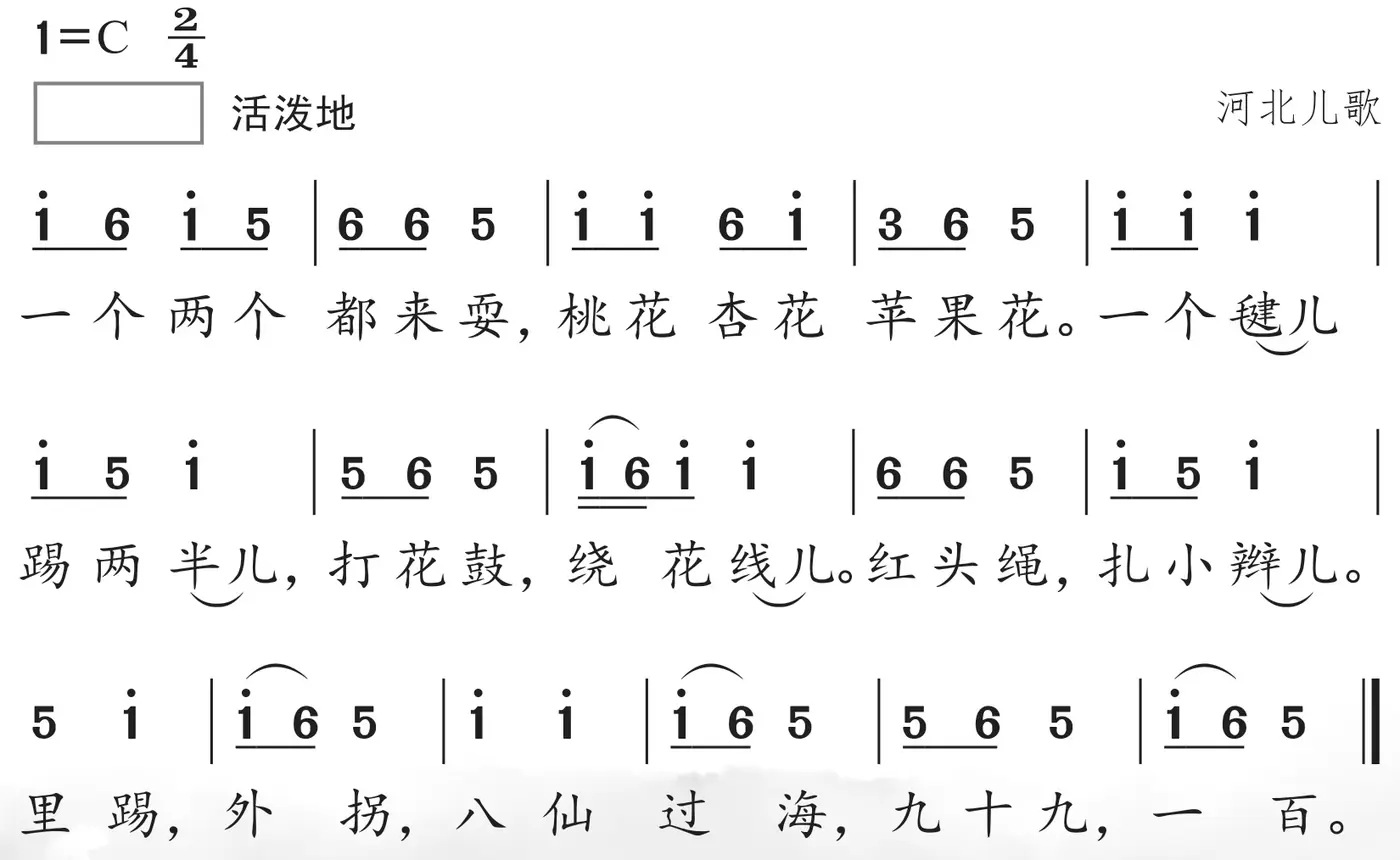 1=C 2/4
活泼地 河北儿歌
i 6 i 5 | 6 6 5 | i i 6 i | 3 6 5 | i i i |
一个两个 都来耍，桃花 杏花 苹果花。一个毽儿
i 5 i | 5 6 5 | i 6 i i | 6 6 5 | i 5 i |
踢两半儿，打花鼓，绕 花线儿。红头绳，扎小辫儿。
5 i | i 6 5 | i i | i 6 5 | 5 6 5 | i 6 5
里踢，外 拐，八仙 过 海，九十九，一 百。